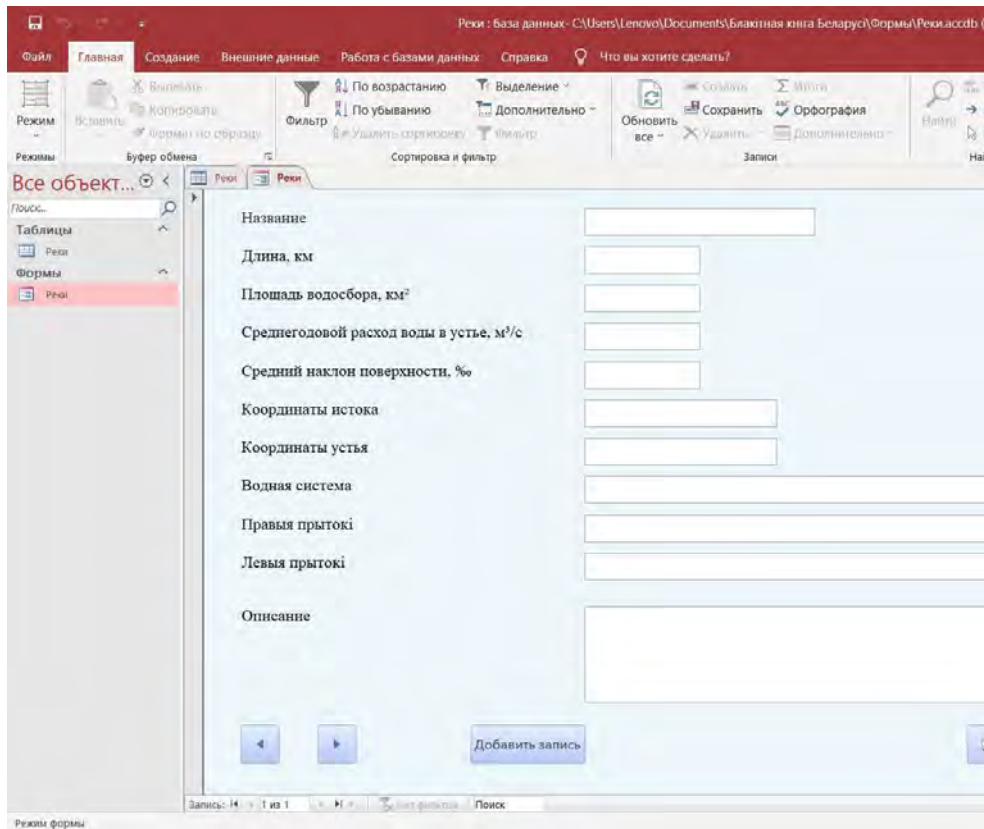 Реки : База данных- C:\Users\Lenovo\Documents\Блакітная кніга Беларусі\Формы\Реки.accdb (
Файл Главная Создание Внешние данные Работа с базами данных Справка Что вы хотите сделать?
Режим
Вставить
Вырезать
Копировать
Формат по образцу
Фильтр
По возрастанию
По убыванию
Удалить сортировку
Выделение
Дополнительно
Фильтр
Обновить
все
Создать
Сохранить
Удалить
Итоги
Орфография
Дополнительно
Найти
Режимы Буфер обмена Сортировка и фильтр Записи На
Все объект...
Поиск...
Таблицы
Реки
Формы
Реки
Реки Реки
Название
Длина, км
Площадь водосбора, км²
Среднегодовой расход воды в устье, м³/с
Средний наклон поверхности, ‰
Координаты истока
Координаты устья
Водная система
Правыя прытокі
Левыя прытокі
Описание
Добавить запись
Запись: 1 из 1 Нет фильтра Поиск
Режим формы